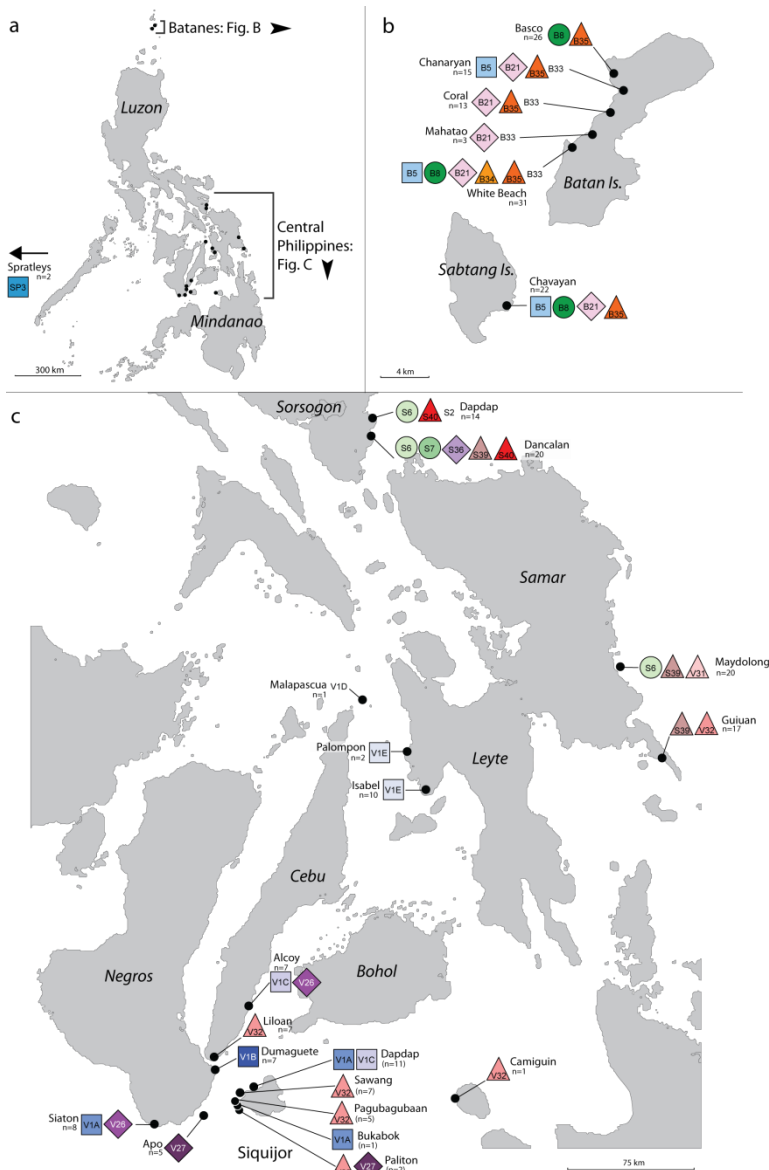 a
Batanes: Fig. B
Luzon
Central
Philippines:
Fig. C
Spratleys
n=2
SP3
Mindanao
300 km
b
Basco
n=26
B8 B35
Chanaryan
n=15
B5 B21 B35 B33
Coral
n=13
B21 B35 B33
Mahatao
n=3
B21 B33
B5 B8 B21 B34 B35 B33
White Beach
n=31
Batan Is.
Sabtang Is.
Chavayan
n=22
B5 B8 B21 B35
4 km
c
Sorsogon
S6 S40 S2 Dapdap
n=14
S6 S7 S36 S39 S40 Dancalan
n=20
Samar
S6 S39 V31 Maydolong
n=20
S39 V32 Guiuan
n=17
Malapascua V1D
n=1
Palompon V1E
n=2
Isabel V1E
n=10
Leyte
Cebu
Negros
Bohol
Alcoy
n=7
V1C V26
V32 Liloan
n=7
V1B Dumaguete
n=7
V1A V1C Dapdap
(n=11)
V32 Sawang
(n=7)
V32 Pagubagubaan
(n=5)
V1A Bukabok
(n=1)
V27 Paliton
(n=2)
Siquijor
Siaton V1A V26
n=8
Apo V27
n=5
Camiguin
n=1
V32
75 km